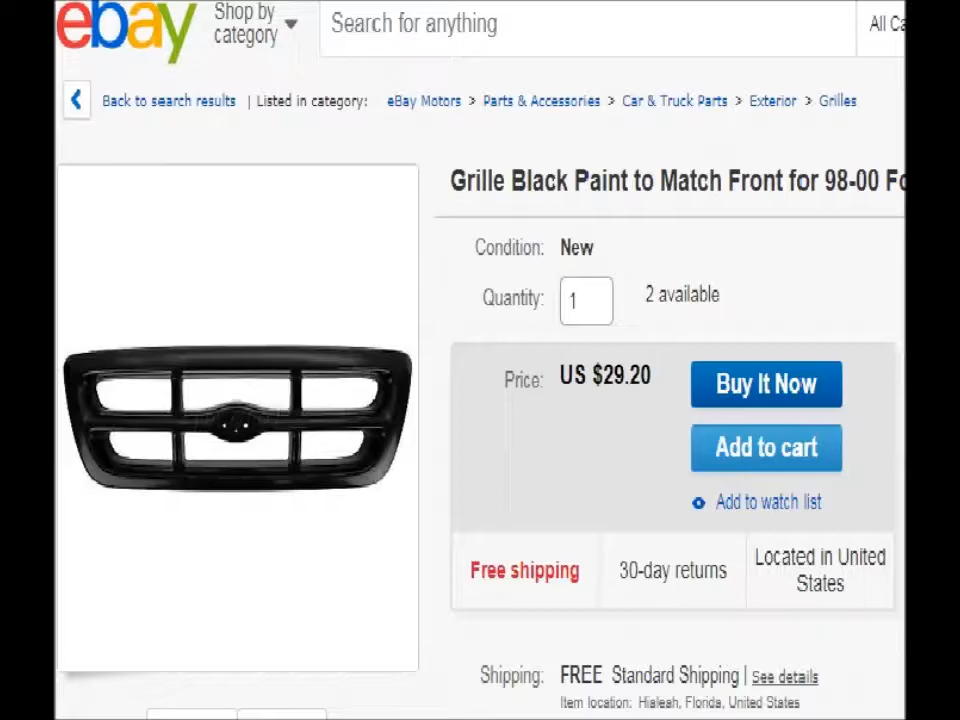 ebay
Shop by
category
Search for anything
All Ca
Back to search results | Listed in category: eBay Motors > Parts & Accessories > Car & Truck Parts > Exterior > Grilles
Grille Black Paint to Match Front for 98-00 Fo
Condition: New
Quantity: 1 2 available
Price: US $29.20
Buy It Now
Add to cart
Add to watch list
Free shipping 30-day returns Located in United
States
Shipping: FREE Standard Shipping | See details
Item location: Hialeah, Florida, United States